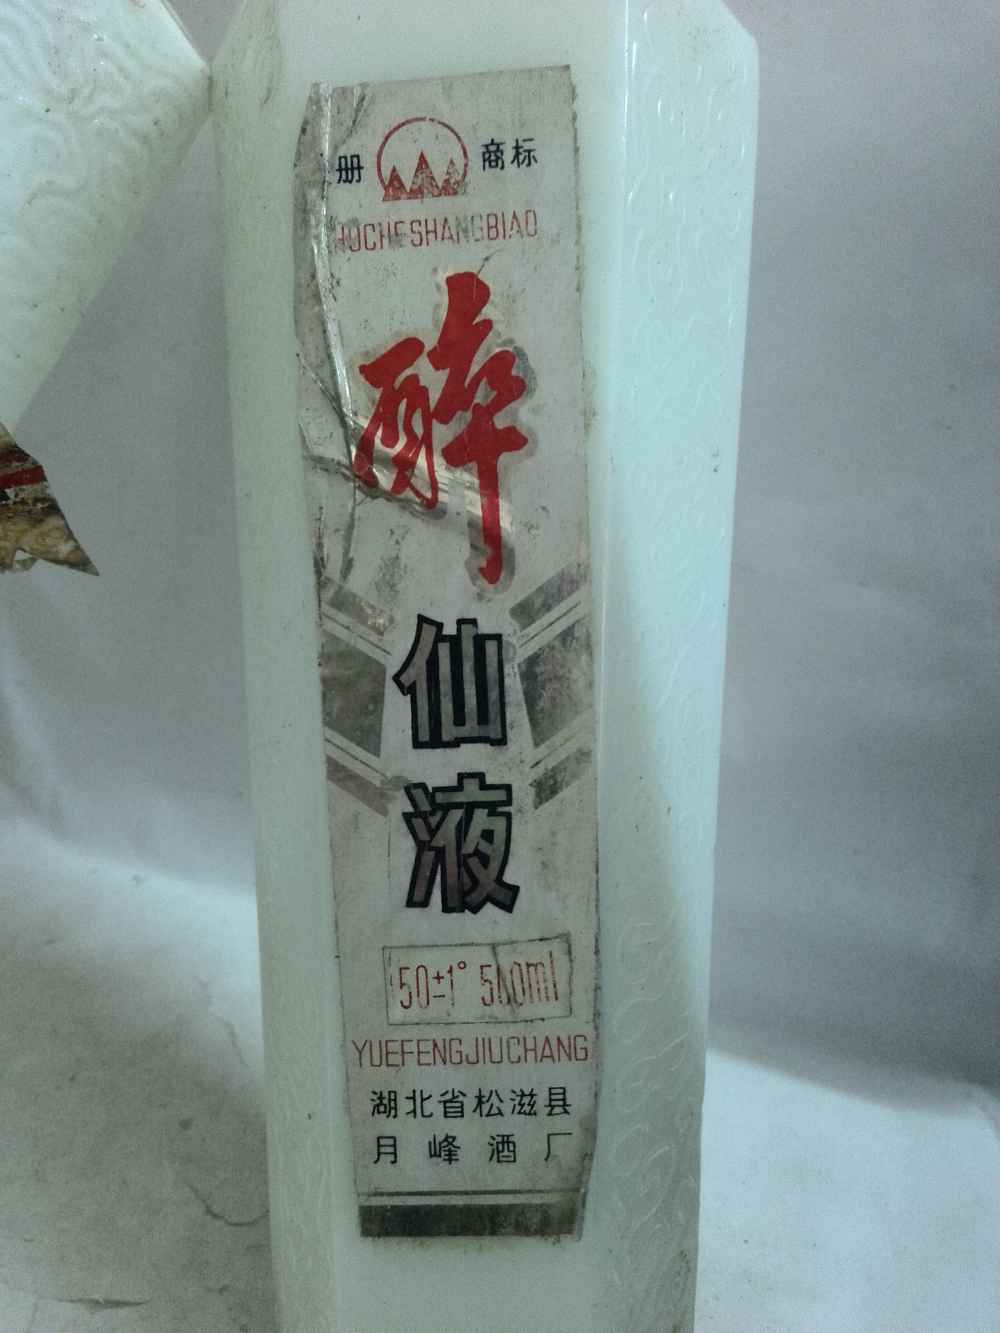 册 商标
HUCHESHANGBIAO
醉
仙
液
50±1° 500ml
YUEFENGJIUCHANG
湖北省松滋县
月峰酒厂